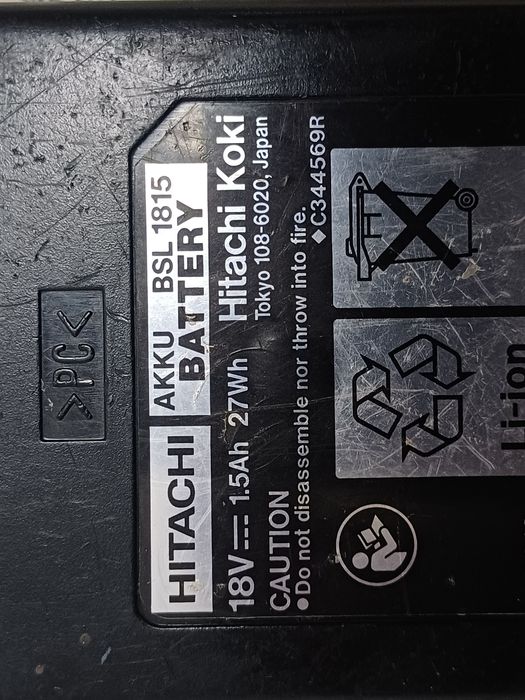 >PC<
HITACHI AKKU BSL 1815
BATTERY
18V⎓ 1.5Ah 27Wh Hitachi Koki
CAUTION Tokyo 108-6020, Japan
●Do not disassemble nor throw into fire.
◆C344569R
Li-ion